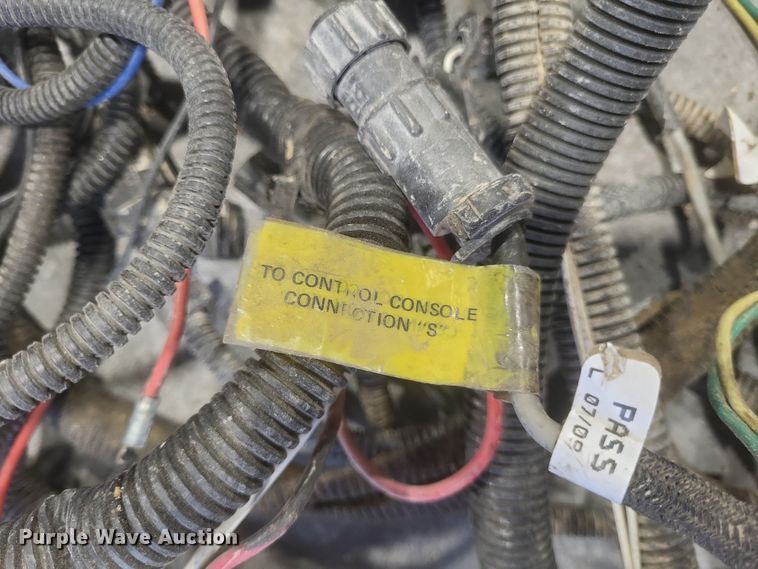 TO CONTROL CONSOLE
CONNECTION "S"
PASS
L 07/09/
Purple Wave Auction